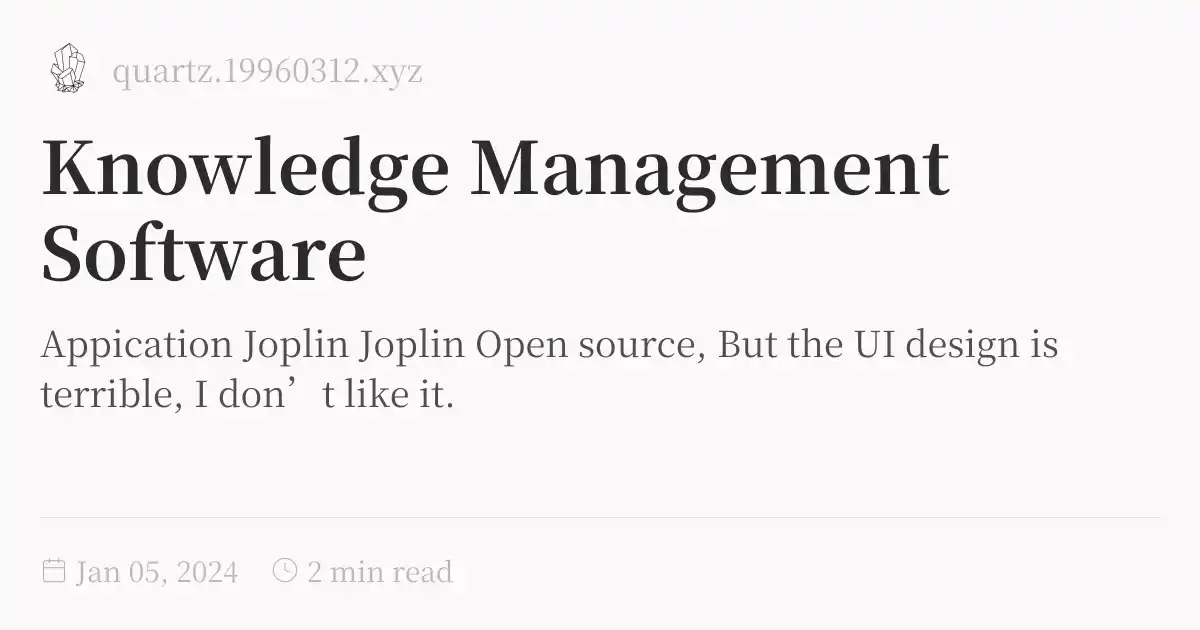 quartz.19960312.xyz
Knowledge Management
Software
Appication Joplin Joplin Open source, But the UI design is
terrible, I don’t like it.
Jan 05, 2024 2 min read